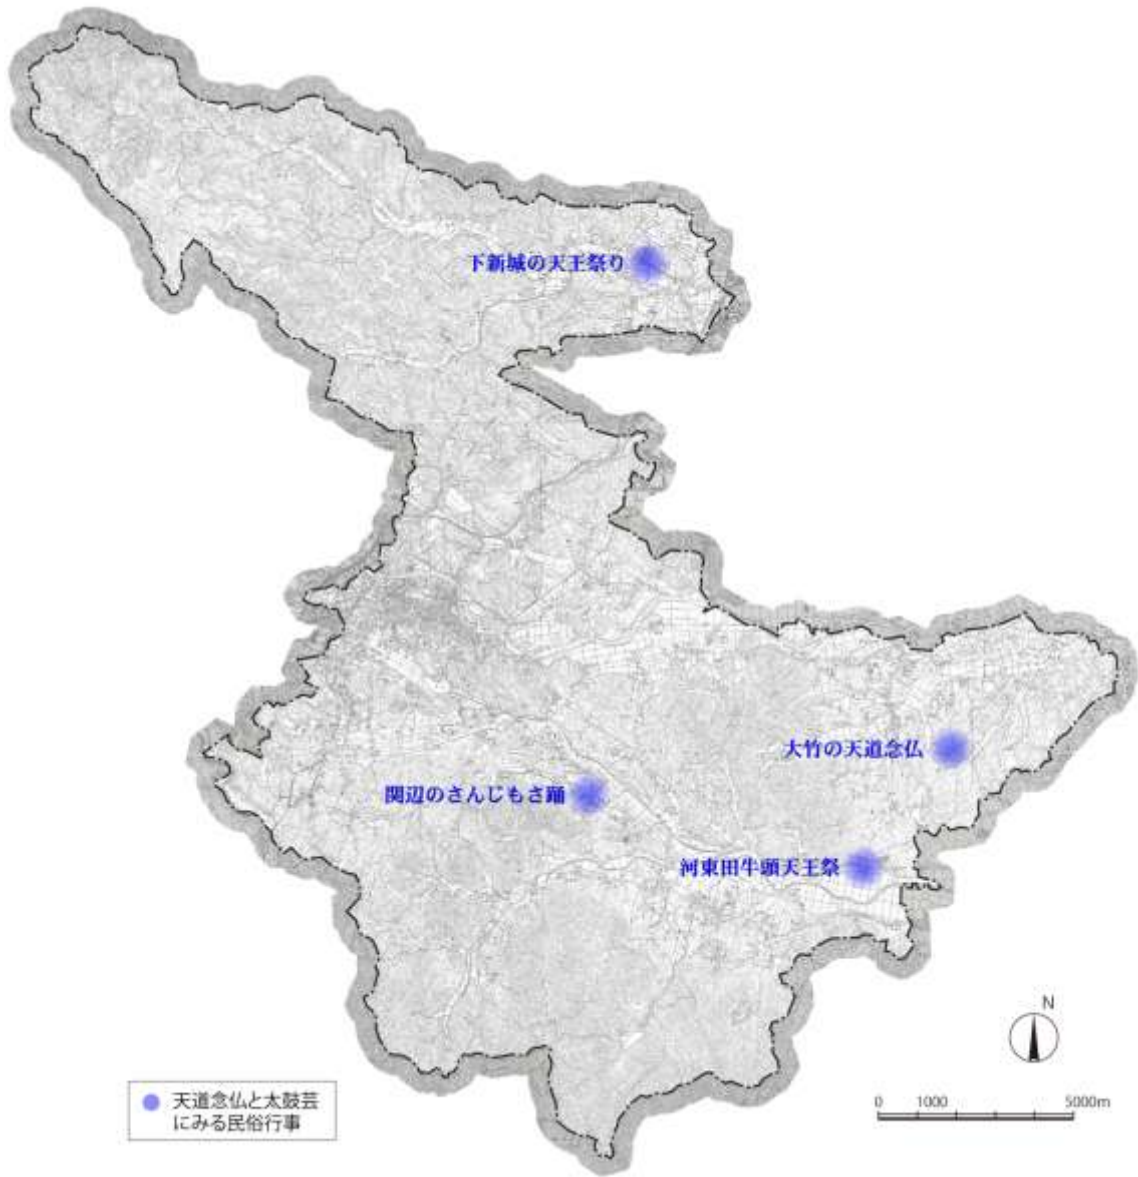 下新城の天王祭り
大竹の天道念仏
関辺のさんじもさ踊
河東田牛頭天王祭
N
天道念仏と太鼓芸
にみる民俗行事
0 1000 5000m